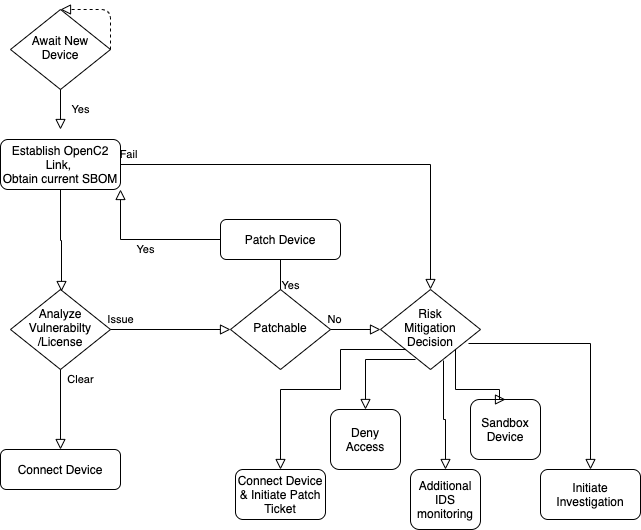 Await New
Device
Yes
Establish OpenC2
Link,
Obtain current SBOM
Fail
Yes
Patch Device
Yes
Analyze
Vulnerabilty
/License
Issue
Patchable
No
Risk
Mitigation
Decision
Clear
Connect Device
Deny
Access
Sandbox
Device
Connect Device
& Initiate Patch
Ticket
Additional
IDS
monitoring
Initiate
Investigation